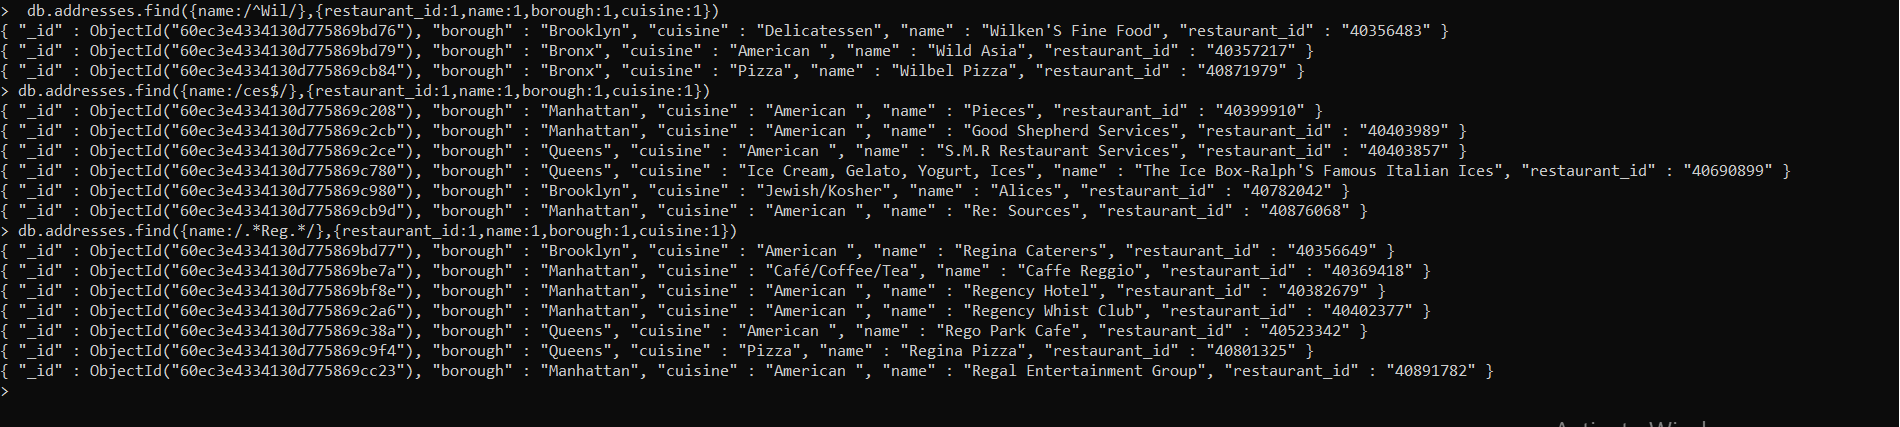 >  db.addresses.find({name:/^Wil/},{restaurant_id:1,name:1,borough:1,cuisine:1})
{ "_id" : ObjectId("60ec3e4334130d775869bd76"), "borough" : "Brooklyn", "cuisine" : "Delicatessen", "name" : "Wilken'S Fine Food", "restaurant_id" : "40356483" }
{ "_id" : ObjectId("60ec3e4334130d775869bd79"), "borough" : "Bronx", "cuisine" : "American ", "name" : "Wild Asia", "restaurant_id" : "40357217" }
{ "_id" : ObjectId("60ec3e4334130d775869cb84"), "borough" : "Bronx", "cuisine" : "Pizza", "name" : "Wilbel Pizza", "restaurant_id" : "40871979" }
> db.addresses.find({name:/ces$/},{restaurant_id:1,name:1,borough:1,cuisine:1})
{ "_id" : ObjectId("60ec3e4334130d775869c208"), "borough" : "Manhattan", "cuisine" : "American ", "name" : "Pieces", "restaurant_id" : "40399910" }
{ "_id" : ObjectId("60ec3e4334130d775869c2cb"), "borough" : "Manhattan", "cuisine" : "American ", "name" : "Good Shepherd Services", "restaurant_id" : "40403989" }
{ "_id" : ObjectId("60ec3e4334130d775869c2ce"), "borough" : "Queens", "cuisine" : "American ", "name" : "S.M.R Restaurant Services", "restaurant_id" : "40403857" }
{ "_id" : ObjectId("60ec3e4334130d775869c780"), "borough" : "Queens", "cuisine" : "Ice Cream, Gelato, Yogurt, Ices", "name" : "The Ice Box-Ralph'S Famous Italian Ices", "restaurant_id" : "40690899" }
{ "_id" : ObjectId("60ec3e4334130d775869c980"), "borough" : "Brooklyn", "cuisine" : "Jewish/Kosher", "name" : "Alices", "restaurant_id" : "40782042" }
{ "_id" : ObjectId("60ec3e4334130d775869cb9d"), "borough" : "Manhattan", "cuisine" : "American ", "name" : "Re: Sources", "restaurant_id" : "40876068" }
> db.addresses.find({name:/.*Reg.*/},{restaurant_id:1,name:1,borough:1,cuisine:1})
{ "_id" : ObjectId("60ec3e4334130d775869bd77"), "borough" : "Brooklyn", "cuisine" : "American ", "name" : "Regina Caterers", "restaurant_id" : "40356649" }
{ "_id" : ObjectId("60ec3e4334130d775869be7a"), "borough" : "Manhattan", "cuisine" : "Café/Coffee/Tea", "name" : "Caffe Reggio", "restaurant_id" : "40369418" }
{ "_id" : ObjectId("60ec3e4334130d775869bf8e"), "borough" : "Manhattan", "cuisine" : "American ", "name" : "Regency Hotel", "restaurant_id" : "40382679" }
{ "_id" : ObjectId("60ec3e4334130d775869c2a6"), "borough" : "Manhattan", "cuisine" : "American ", "name" : "Regency Whist Club", "restaurant_id" : "40402377" }
{ "_id" : ObjectId("60ec3e4334130d775869c38a"), "borough" : "Queens", "cuisine" : "American ", "name" : "Rego Park Cafe", "restaurant_id" : "40523342" }
{ "_id" : ObjectId("60ec3e4334130d775869c9f4"), "borough" : "Queens", "cuisine" : "Pizza", "name" : "Regina Pizza", "restaurant_id" : "40801325" }
{ "_id" : ObjectId("60ec3e4334130d775869cc23"), "borough" : "Manhattan", "cuisine" : "American ", "name" : "Regal Entertainment Group", "restaurant_id" : "40891782" }
>